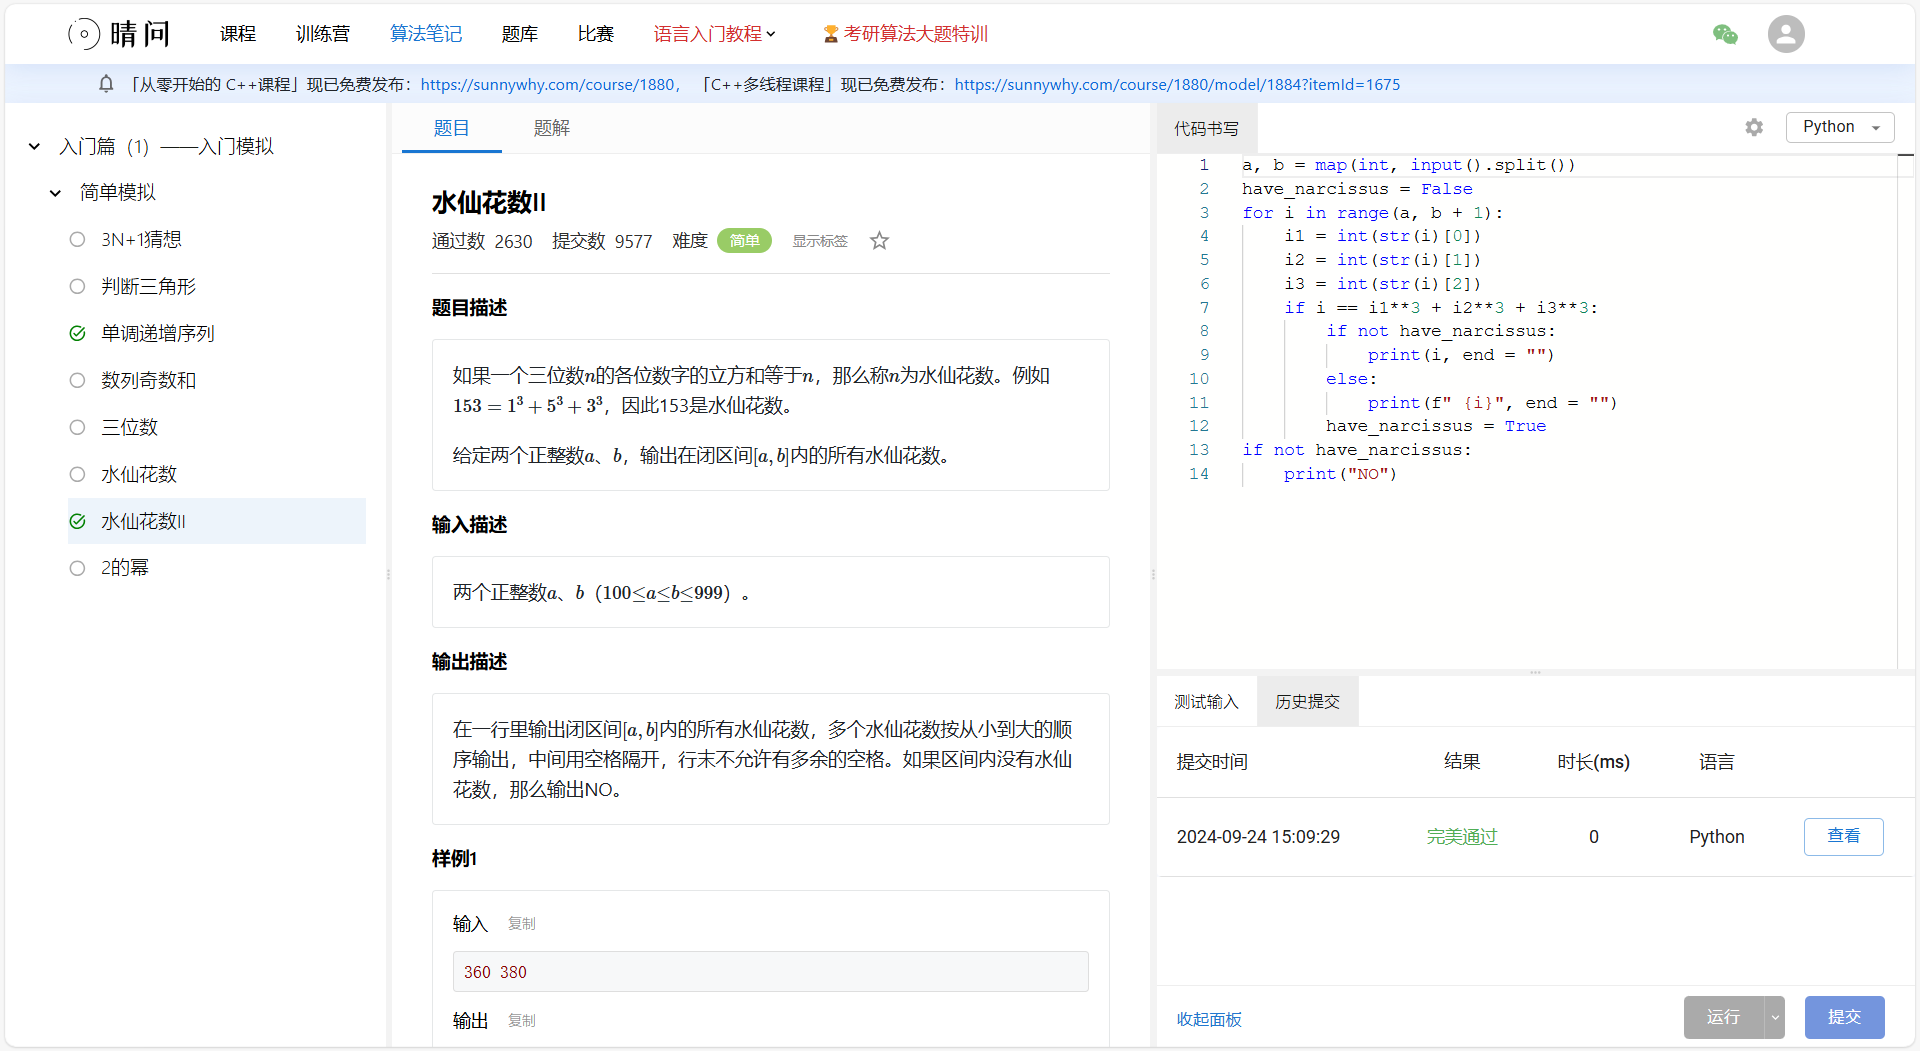 晴问 课程 训练营 算法笔记 题库 比赛 语言入门教程 考研算法大题特训
「从零开始的 C++课程」现已免费发布：https://sunnywhy.com/course/1880， 「C++多线程课程」现已免费发布：https://sunnywhy.com/course/1880/model/1884?itemId=1675
入门篇（1）——入门模拟
简单模拟
3N+1猜想
判断三角形
单调递增序列
数列奇数和
三位数
水仙花数
水仙花数II
2的幂
题目 题解
水仙花数II
通过数 2630 提交数 9577 难度 简单 显示标签
题目描述
如果一个三位数n的各位数字的立方和等于n，那么称n为水仙花数。例如
153 = 1³ + 5³ + 3³，因此153是水仙花数。
给定两个正整数a、b，输出在闭区间[a, b]内的所有水仙花数。
输入描述
两个正整数a、b（100≤a≤b≤999）。
输出描述
在一行里输出闭区间[a, b]内的所有水仙花数，多个水仙花数按从小到大的顺
序输出，中间用空格隔开，行末不允许有多余的空格。如果区间内没有水仙
花数，那么输出NO。
样例1
输入 复制
360 380
输出 复制
代码书写 Python
1 a, b = map(int, input().split())
2 have_narcissus = False
3 for i in range(a, b + 1):
4     i1 = int(str(i)[0])
5     i2 = int(str(i)[1])
6     i3 = int(str(i)[2])
7     if i == i1**3 + i2**3 + i3**3:
8         if not have_narcissus:
9             print(i, end = "")
10         else:
11             print(f" {i}", end = "")
12         have_narcissus = True
13 if not have_narcissus:
14     print("NO")
测试输入 历史提交
提交时间 结果 时长(ms) 语言
2024-09-24 15:09:29 完美通过 0 Python 查看
收起面板 运行 提交